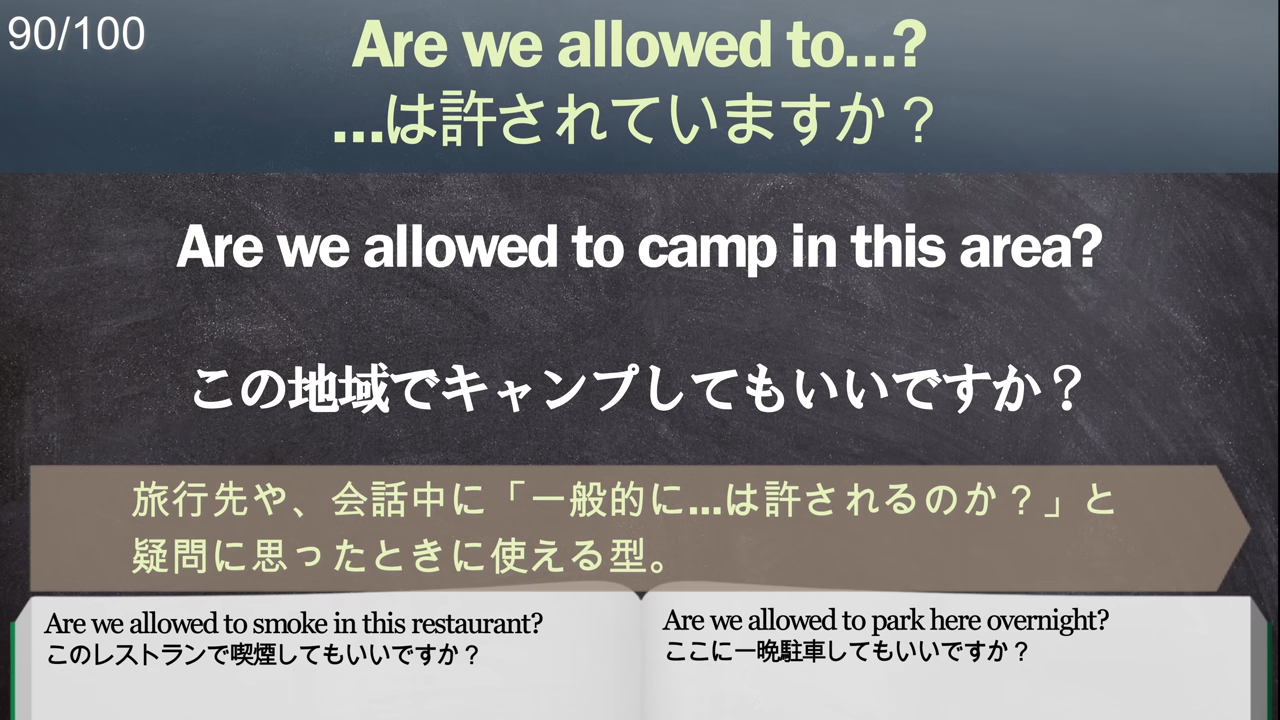 90/100
Are we allowed to...?
...は許されていますか？
Are we allowed to camp in this area?
この地域でキャンプしてもいいですか？
旅行先や、会話中に「一般的に...は許されるのか？」と
疑問に思ったときに使える型。
Are we allowed to smoke in this restaurant?
このレストランで喫煙してもいいですか？
Are we allowed to park here overnight?
ここに一晩駐車してもいいですか？